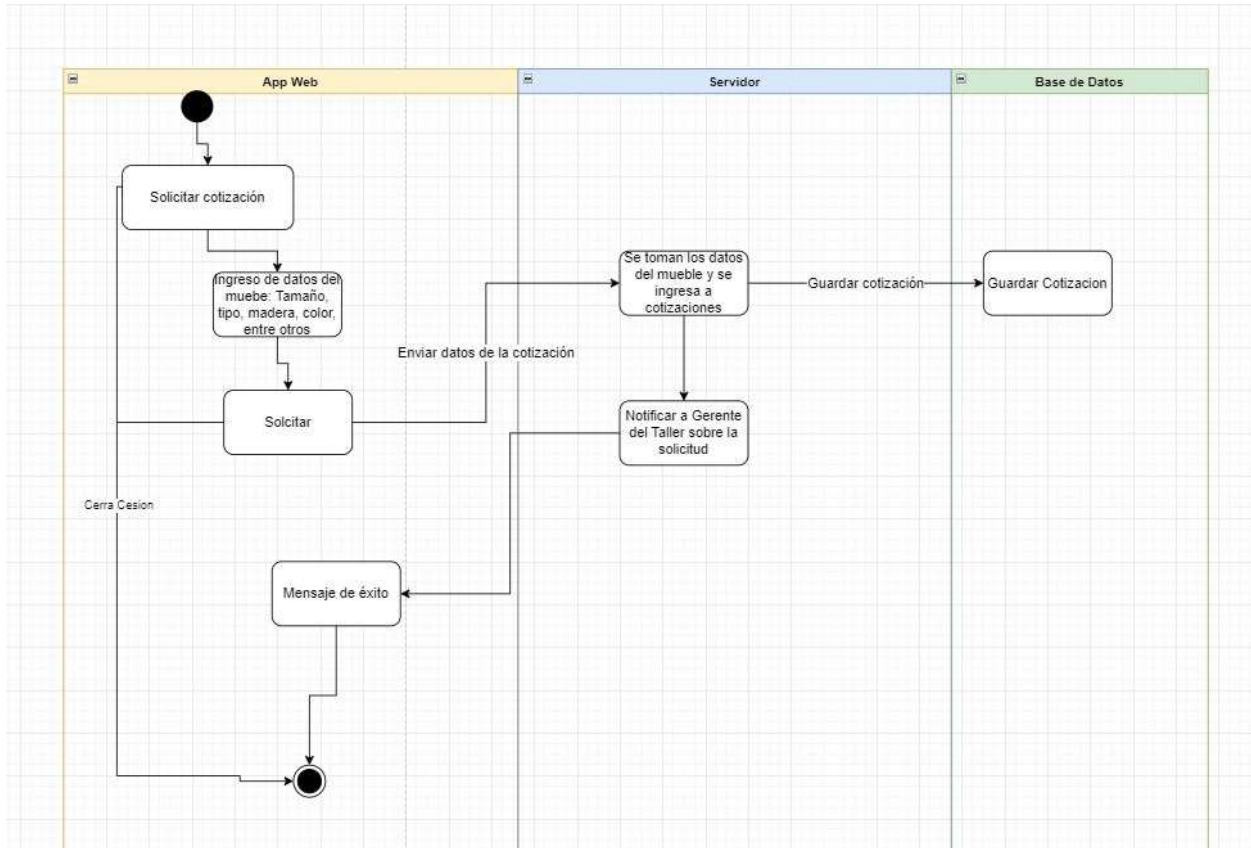 App Web
Servidor
Base de Datos
Solicitar cotización
Ingreso de datos del
muebe: Tamaño,
tipo, madera, color,
entre otros
Se toman los datos
del mueble y se
ingresa a
cotizaciones
Guardar cotización
Guardar Cotizacion
Enviar datos de la cotización
Solcitar
Notificar a Gerente
del Taller sobre la
solicitud
Cerra Cesion
Mensaje de éxito